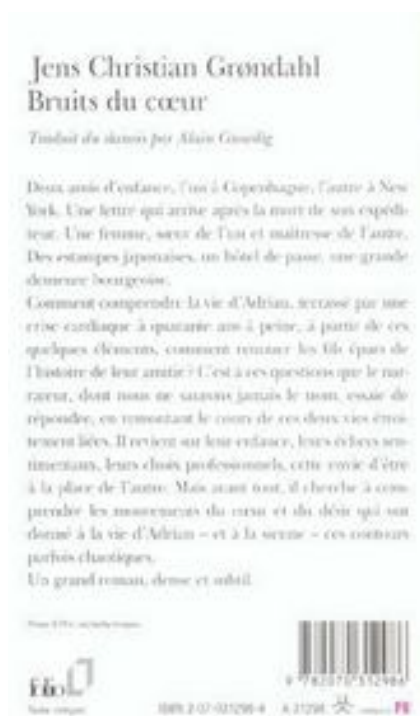 Jens Christian Grøndahl
Bruits du cœur
Traduit du danois par Alain Gnaedig
Deux amis d'enfance, l'un à Copenhague, l'autre à New
York. Une lettre qui arrive après la mort de son expédi-
teur. Une femme, sœur de l'un et maîtresse de l'autre.
Des estampes japonaises, un hôtel de passe, une grande
demeure bourgeoise.
Comment comprendre la vie d'Adrian, terrassé par une
crise cardiaque à quarante ans à peine, à partir de ces
quelques éléments, comment renouer les fils épars de
l'histoire de leur amitié ? C'est à ces questions que le nar-
rateur, dont nous ne saurons jamais le nom, essaie de
répondre, en remontant le cours de ces deux vies étroi-
tement liées. Il revient sur leur enfance, leurs échecs sen-
timentaux, leurs choix professionnels, cette envie d'être
à la place de l'autre. Mais avant tout, il cherche à com-
prendre les mouvements du cœur et du désir qui ont
donné à la vie d'Adrian – et à la sienne – ces contours
parfois chaotiques.
Un grand roman, dense et subtil.
folio
Texte intégral
A 31298